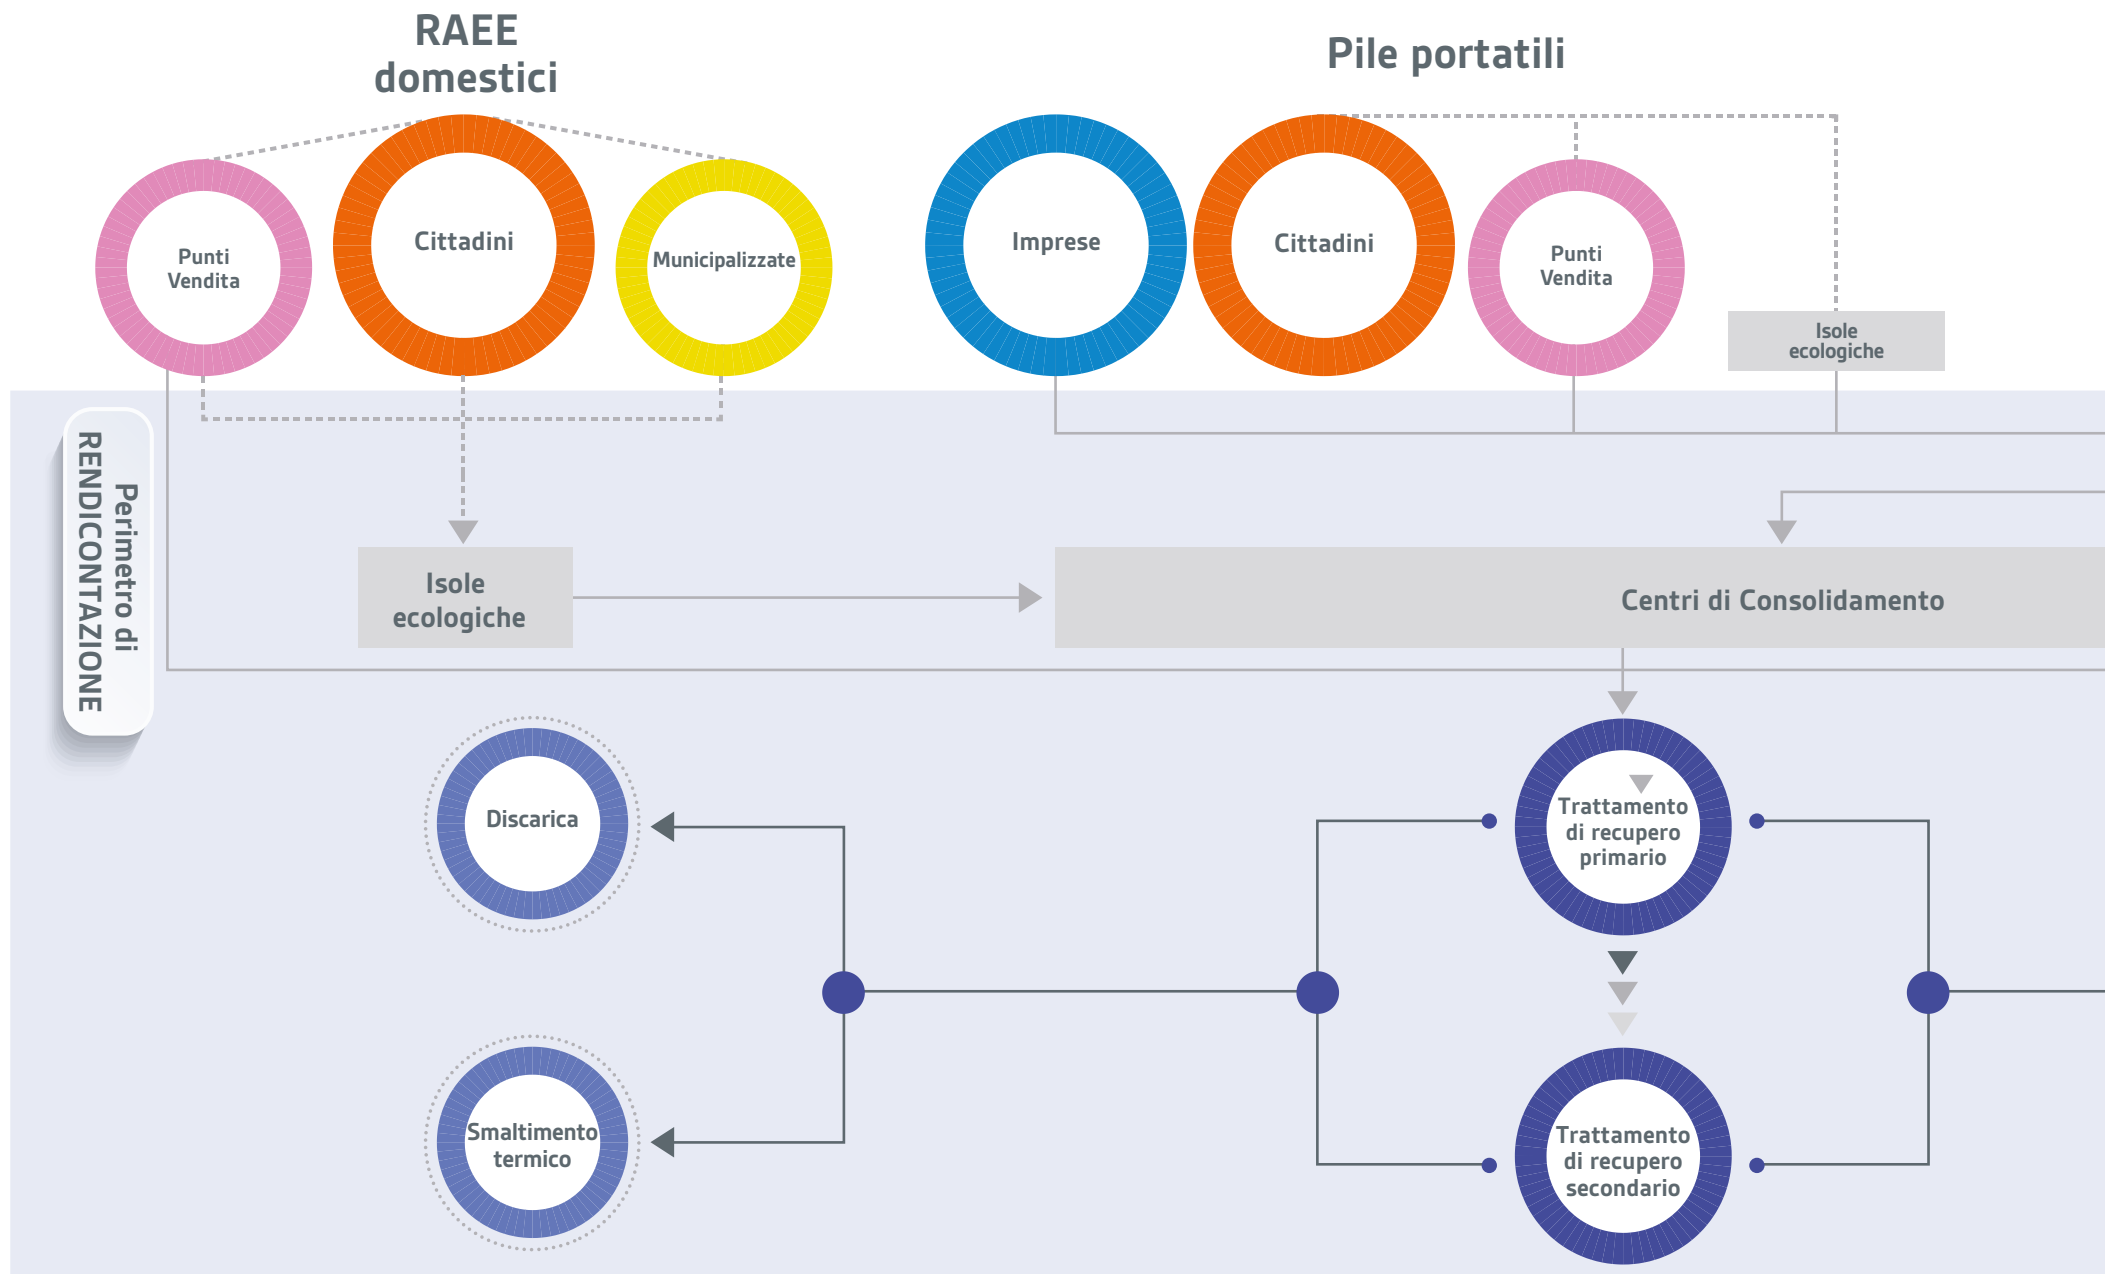 RAEE
domestici
Pile portatili
Punti
Vendita
Cittadini
Municipalizzate
Imprese
Cittadini
Punti
Vendita
Isole
ecologiche
Perimetro di
RENDICONTAZIONE
Isole
ecologiche
Centri di Consolidamento
Discarica
Trattamento
di recupero
primario
Smaltimento
termico
Trattamento
di recupero
secondario